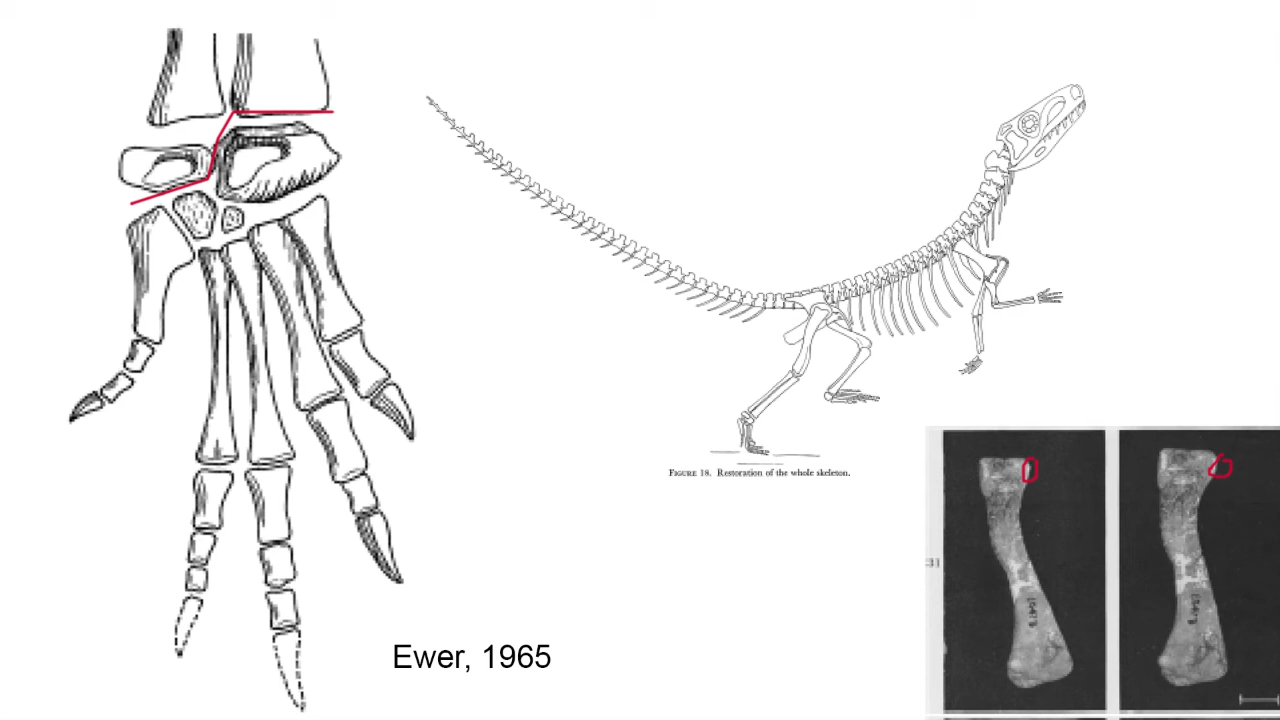 FIGURE 18. Restoration of the whole skeleton.
Ewer, 1965